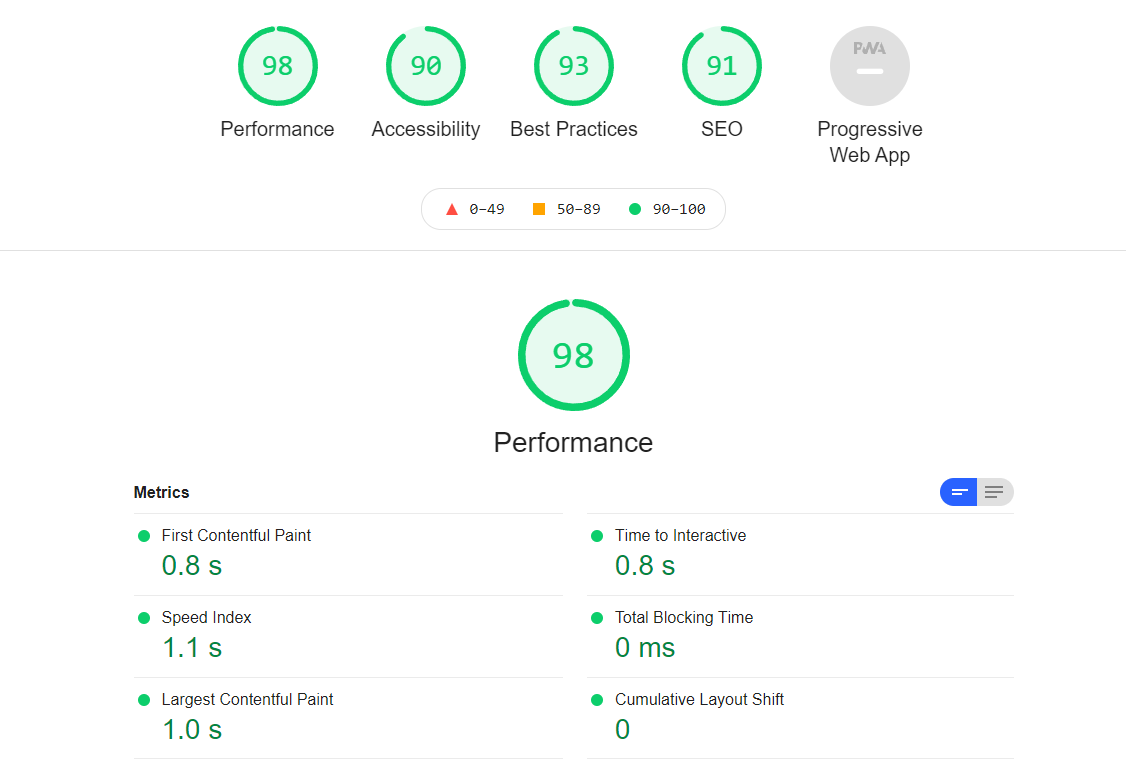 98 90 93 91 PWA
Performance Accessibility Best Practices SEO Progressive
Web App
0–49 50–89 90–100
98
Performance
Metrics
First Contentful Paint Time to Interactive
0.8 s 0.8 s
Speed Index Total Blocking Time
1.1 s 0 ms
Largest Contentful Paint Cumulative Layout Shift
1.0 s 0